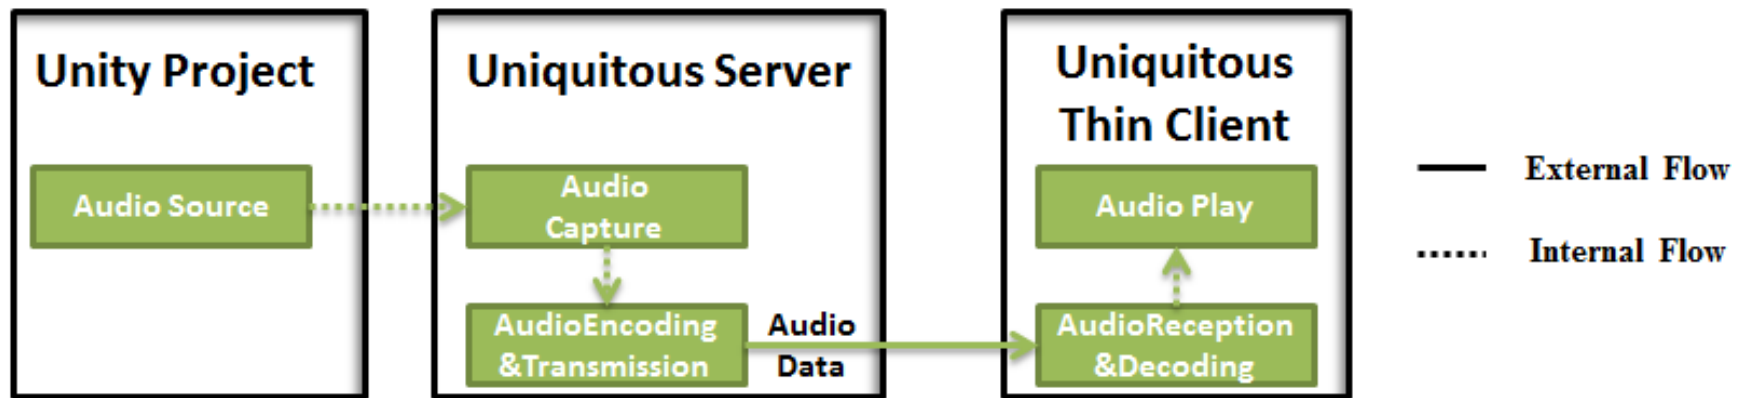 Unity Project
Audio Source
Uniquitous Server
Audio
Capture
AudioEncoding
&Transmission
Audio
Data
Uniquitous
Thin Client
Audio Play
AudioReception
&Decoding
External Flow
Internal Flow